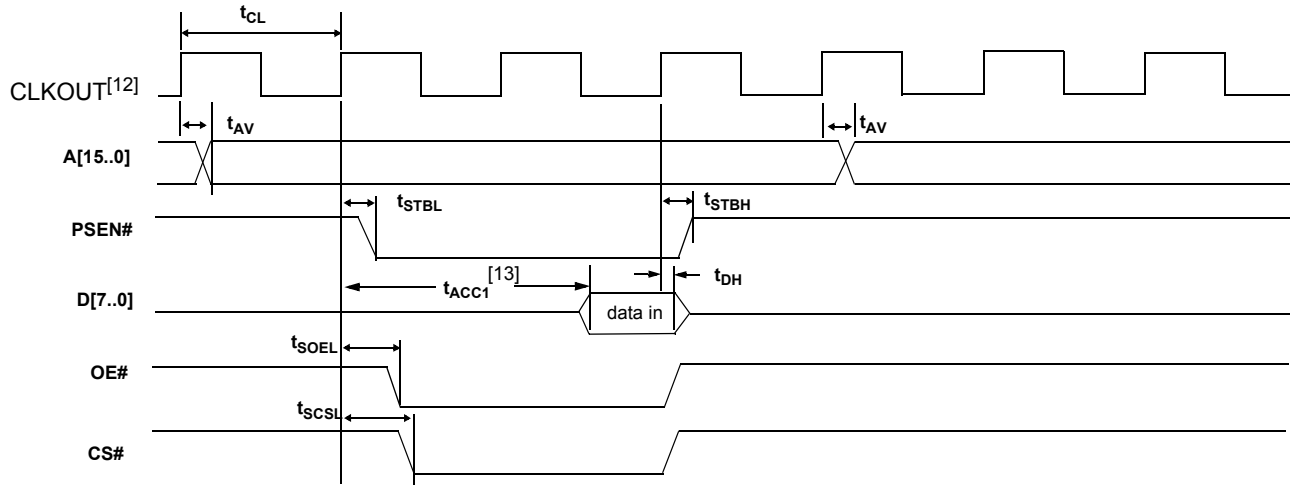 tCL
CLKOUT[12]
tAV
tAV
A[15..0]
tSTBL
tSTBH
PSEN#
[13]
tACC1
tDH
D[7..0]
data in
tSOEL
OE#
tSCSL
CS#